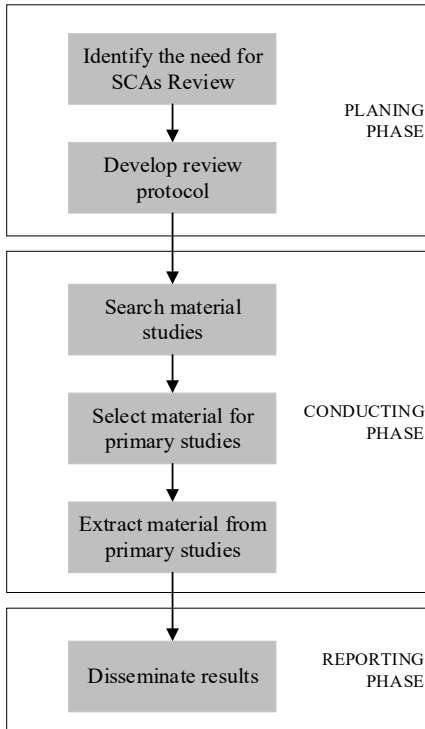 Identify the need for
SCAs Review
PLANING
PHASE
Develop review
protocol
Search material
studies
Select material for
primary studies
CONDUCTING
PHASE
Extract material from
primary studies
Disseminate results
REPORTING
PHASE